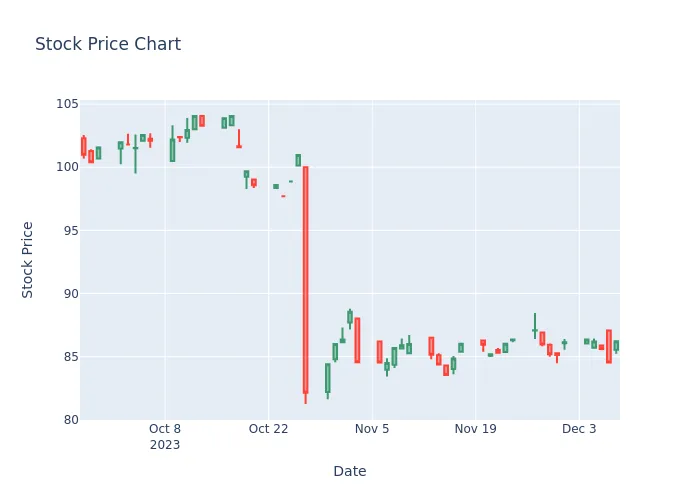 Stock Price Chart
105
100
95
90
85
80
Stock Price
Oct 8
2023
Oct 22
Nov 5
Nov 19
Dec 3
Date